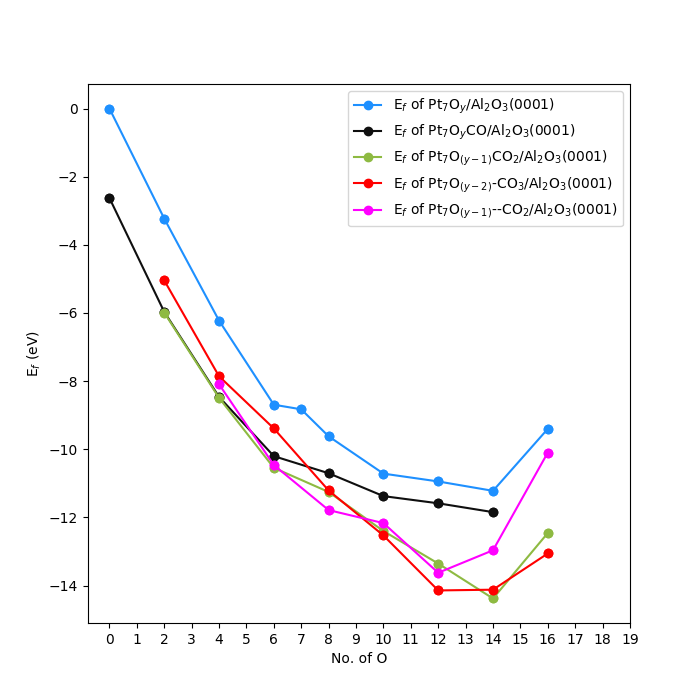 E_f of Pt₇O_y/Al₂O₃(0001)
E_f of Pt₇O_yCO/Al₂O₃(0001)
E_f of Pt₇O_(y−1)CO₂/Al₂O₃(0001)
E_f of Pt₇O_(y−2)-CO₃/Al₂O₃(0001)
E_f of Pt₇O_(y−1)--CO₂/Al₂O₃(0001)
0
−2
−4
−6
−8
−10
−12
−14
E_f (eV)
0 1 2 3 4 5 6 7 8 9 10 11 12 13 14 15 16 17 18 19
No. of O